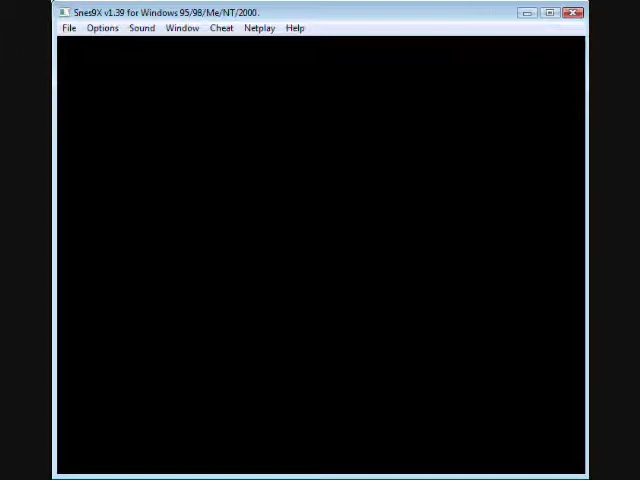 Snes9X v1.39 for Windows 95/98/Me/NT/2000.
File Options Sound Window Cheat Netplay Help